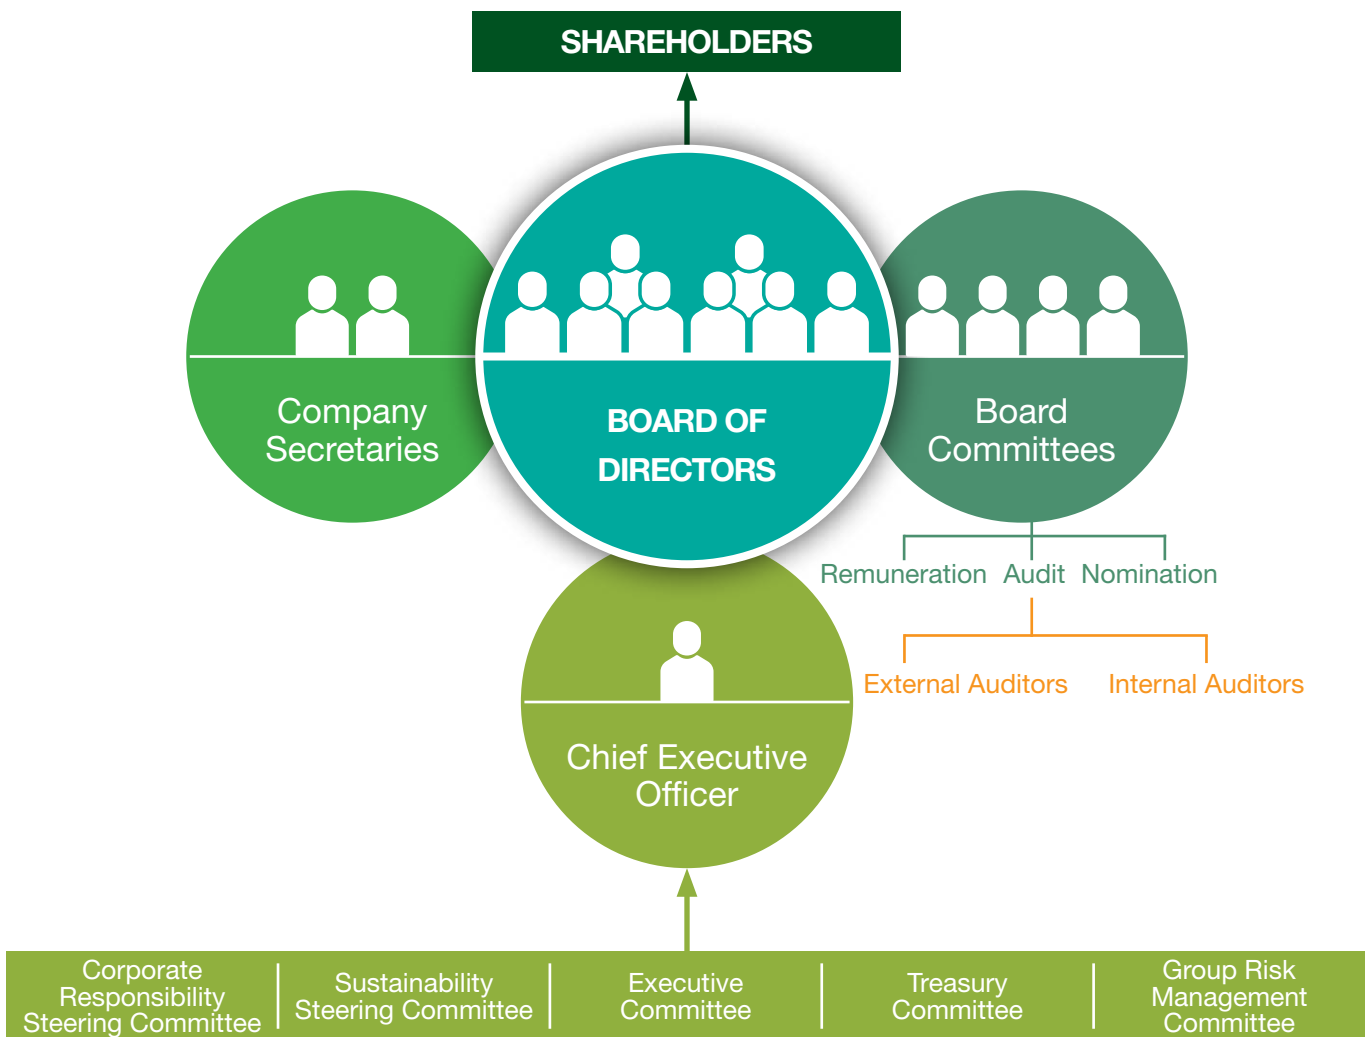 SHAREHOLDERS
Company
Secretaries
BOARD OF
DIRECTORS
Board
Committees
Remuneration Audit Nomination
External Auditors Internal Auditors
Chief Executive
Officer
Corporate
Responsibility
Steering Committee
Sustainability
Steering Committee
Executive
Committee
Treasury
Committee
Group Risk
Management
Committee